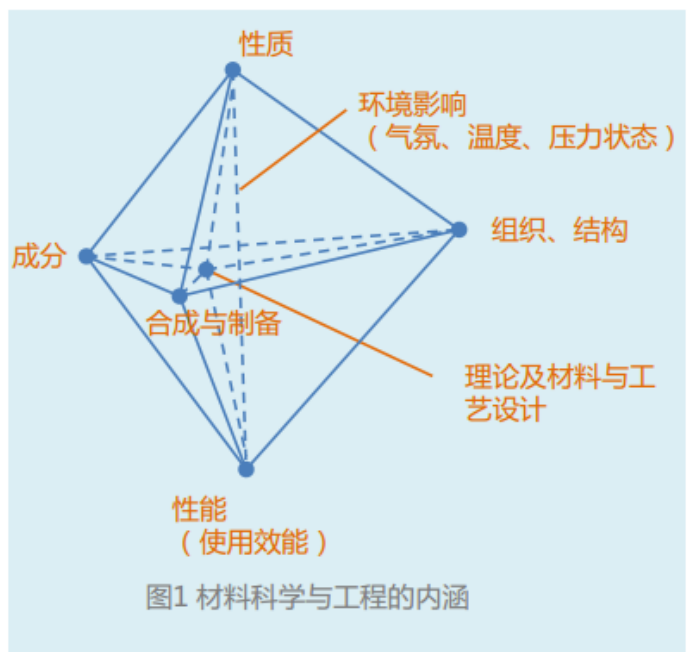 性质
环境影响
（气氛、温度、压力状态）
组织、结构
成分
合成与制备
理论及材料与工
艺设计
性能
（使用效能）
图1 材料科学与工程的内涵